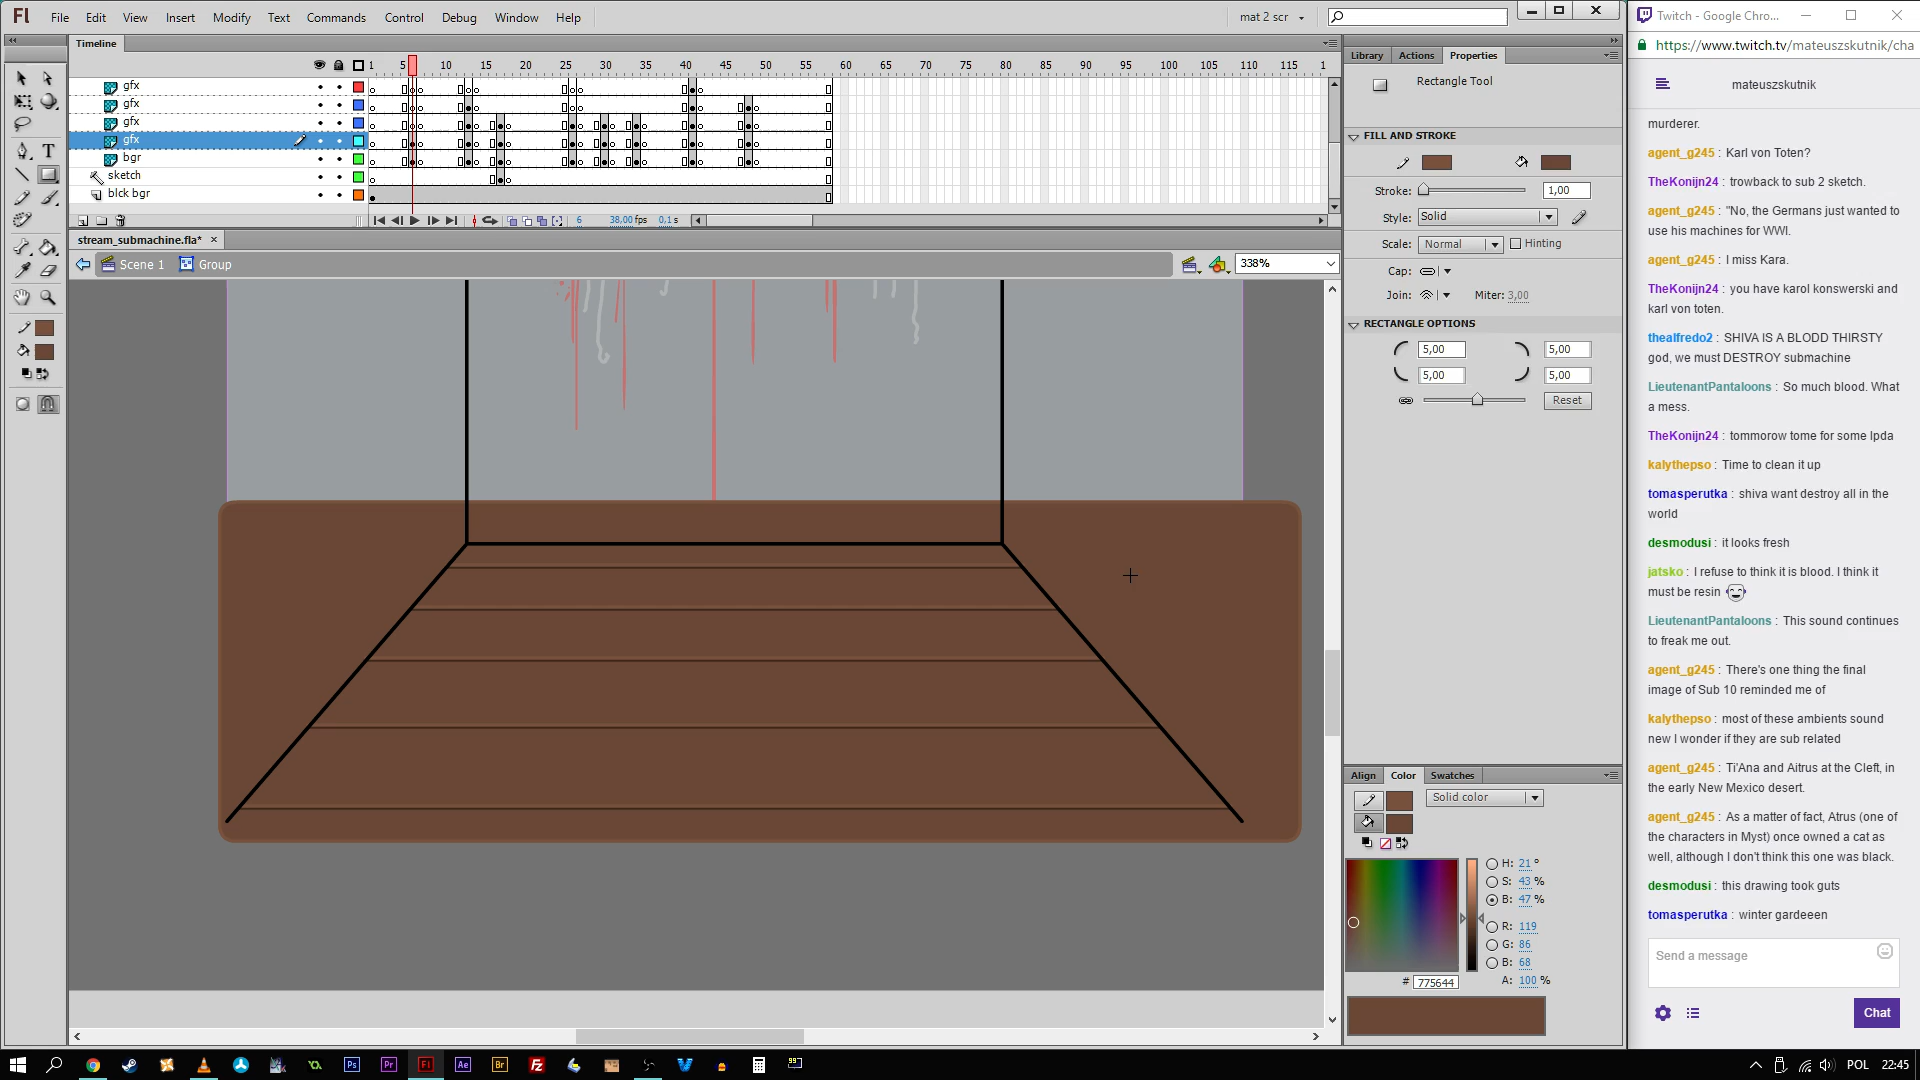 Fl File Edit View Insert Modify Text Commands Control Debug Window Help mat 2 scr
Twitch - Google Chro...
https://www.twitch.tv/mateuszskutnik/cha
Timeline
1 5 10 15 20 25 30 35 40 45 50 55 60 65 70 75 80 85 90 95 100 105 110 115 1
gfx
gfx
gfx
gfx
bgr
sketch
blck bgr
6 38,00 fps 0,1 s
stream_submachine.fla*
Scene 1 Group 338%
Library Actions Properties
Rectangle Tool
FILL AND STROKE
Stroke: 1,00
Style: Solid
Scale: Normal Hinting
Cap:
Join: Miter: 3,00
RECTANGLE OPTIONS
5,00 5,00
5,00 5,00
Reset
Align Color Swatches
Solid color
H: 21 °
S: 43 %
B: 47 %
R: 119
G: 86
B: 68
# 775644 A: 100 %
mateuszskutnik
murderer.
agent_g245 : Karl von Toten?
TheKonijn24 : trowback to sub 2 sketch.
agent_g245 : "No, the Germans just wanted to
use his machines for WWI.
agent_g245 : I miss Kara.
TheKonijn24 : you have karol konswerski and
karl von toten.
thealfredo2 : SHIVA IS A BLODD THIRSTY
god, we must DESTROY submachine
LieutenantPantaloons : So much blood. What
a mess.
TheKonijn24 : tommorow tome for some lpda
kalythepso : Time to clean it up
tomasperutka : shiva want destroy all in the
world
desmodusi : it looks fresh
jatsko : I refuse to think it is blood. I think it
must be resin
LieutenantPantaloons : This sound continues
to freak me out.
agent_g245 : There's one thing the final
image of Sub 10 reminded me of
kalythepso : most of these ambients sound
new I wonder if they are sub related
agent_g245 : Ti'Ana and Aitrus at the Cleft, in
the early New Mexico desert.
agent_g245 : As a matter of fact, Atrus (one of
the characters in Myst) once owned a cat as
well, although I don't think this one was black.
desmodusi : this drawing took guts
tomasperutka : winter gardeeen
Send a message
Chat
Ps Pr Fl Ae Br Fz
POL 22:45